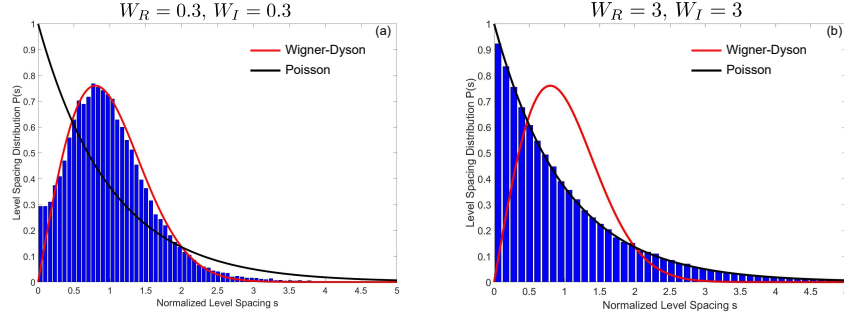 W_R = 0.3, W_I = 0.3
(a)
Wigner-Dyson
Poisson
Level Spacing Distribution P(s)
1
0.9
0.8
0.7
0.6
0.5
0.4
0.3
0.2
0.1
0
0 0.5 1 1.5 2 2.5 3 3.5 4 4.5 5
Normalized Level Spacing s
W_R = 3, W_I = 3
(b)
Wigner-Dyson
Poisson
Level Spacing Distribution P(s)
1
0.9
0.8
0.7
0.6
0.5
0.4
0.3
0.2
0.1
0
0 0.5 1 1.5 2 2.5 3 3.5 4 4.5 5
Normalized Level Spacing s